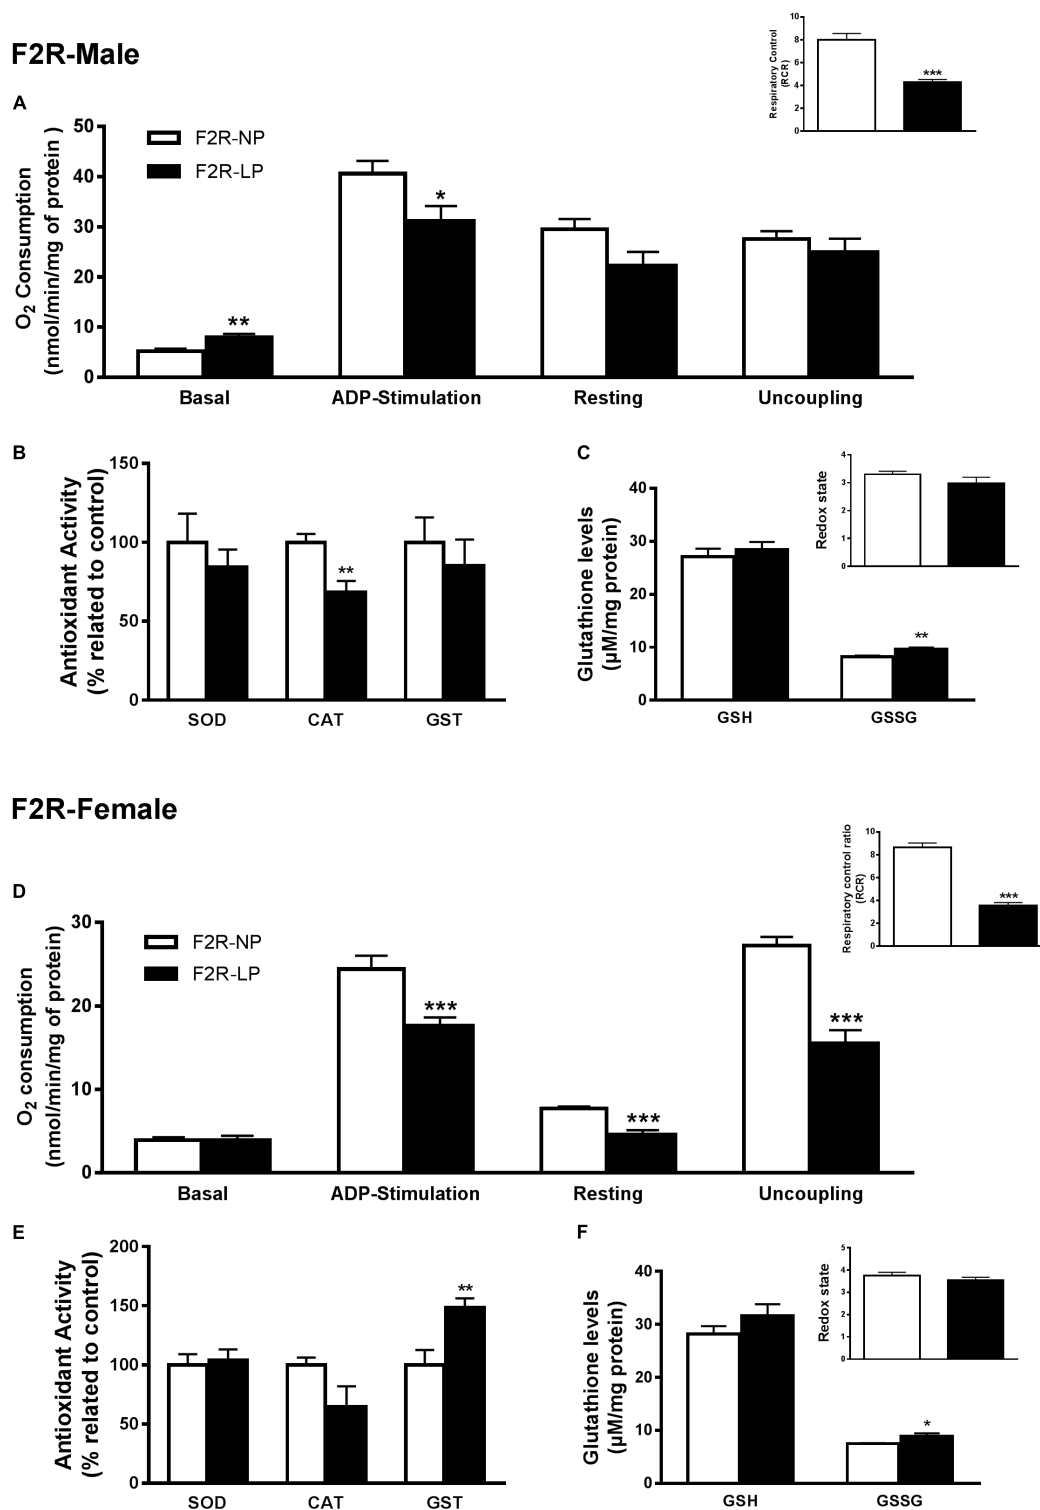 F2R-Male
Respiratory Control
(RCR)
10
8
6
4
2
0
***
A
O2 Consumption
(nmol/min/mg of protein )
50
40
30
20
10
0
F2R-NP
F2R-LP
**
*
Basal ADP-Stimulation Resting Uncoupling
B
Antioxidant Activity
(% related to control)
150
100
50
0
**
SOD CAT GST
C
Glutathione levels
(µM/mg protein)
40
30
20
10
0
**
GSH GSSG
Redox state
4
3
2
1
0
F2R-Female
Respiratory control ratio
(RCR)
10
8
6
4
2
0
***
D
O2 consumption
(nmol/min/mg of protein)
30
20
10
0
F2R-NP
F2R-LP
***
***
***
Basal ADP-Stimulation Resting Uncoupling
E
Antioxidant Activity
(% related to control)
200
150
100
50
0
**
SOD CAT GST
F
Glutathione levels
(µM/mg protein)
40
30
20
10
0
*
GSH GSSG
Redox state
5
4
3
2
1
0